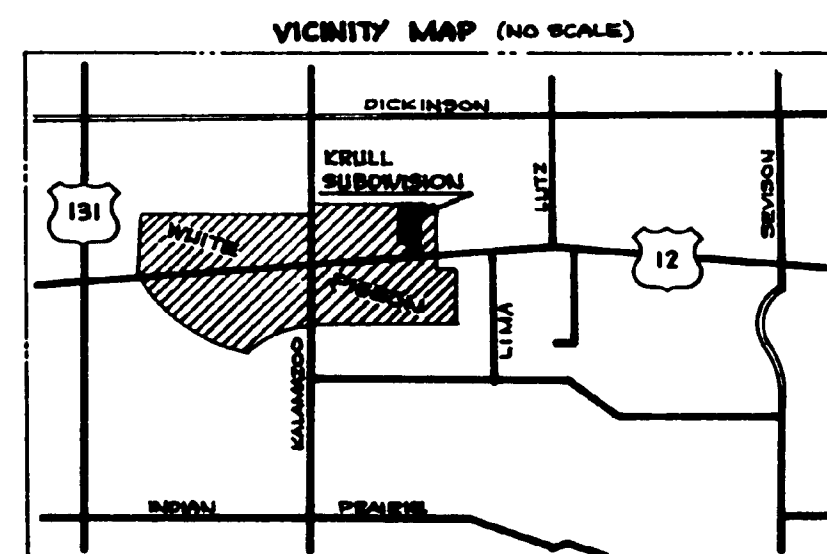 VICINITY MAP (NO SCALE)
DICKINSON
KRULL
SUBDIVISION
LUTZ
SEVISON
131
WHITE
12
PIGEON
LIMA
KALAMAZOO
INDIAN PRAIRIE